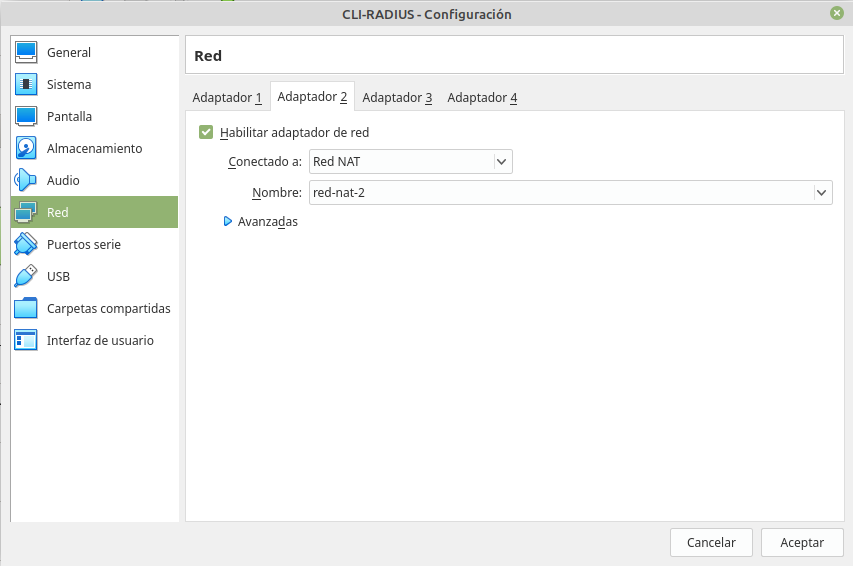 CLI-RADIUS - Configuración
General
Sistema
Pantalla
Almacenamiento
Audio
Red
Puertos serie
USB
Carpetas compartidas
Interfaz de usuario
Red
Adaptador 1 Adaptador 2 Adaptador 3 Adaptador 4
Habilitar adaptador de red
Conectado a: Red NAT
Nombre: red-nat-2
Avanzadas
Cancelar Aceptar